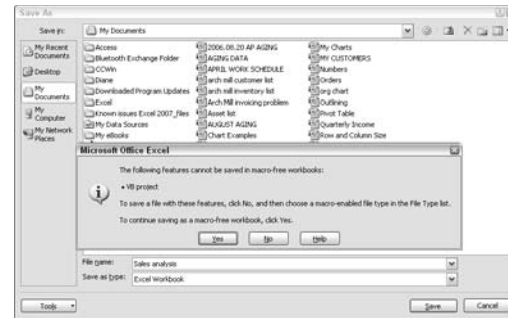 Save As
Save in: My Documents
My Recent Documents
Desktop
My Documents
My Computer
My Network Places
Access
Bluetooth Exchange Folder
CCWin
Diane
Downloaded Program Updates
Excel
Known issues Excel 2007_files
My Data Sources
My eBooks
2006.08.20 AP AGING
AGING DATA
APRIL WORK SCHEDULE
arch mill customer list
arch mill inventory list
Arch Mill invoicing problem
Asset list
AUGUST AGING
Chart Examples
My Charts
MY CUSTOMERS
Numbers
Orders
org chart
Outlining
Pivot Table
Quarterly Income
Row and Column Size
Microsoft Office Excel
The following features cannot be saved in macro-free workbooks:
• VB project
To save a file with these features, click No, and then choose a macro-enabled file type in the File Type list.
To continue saving as a macro-free workbook, click Yes.
Yes No Help
File name: Sales analysis
Save as type: Excel Workbook
Tools Save Cancel